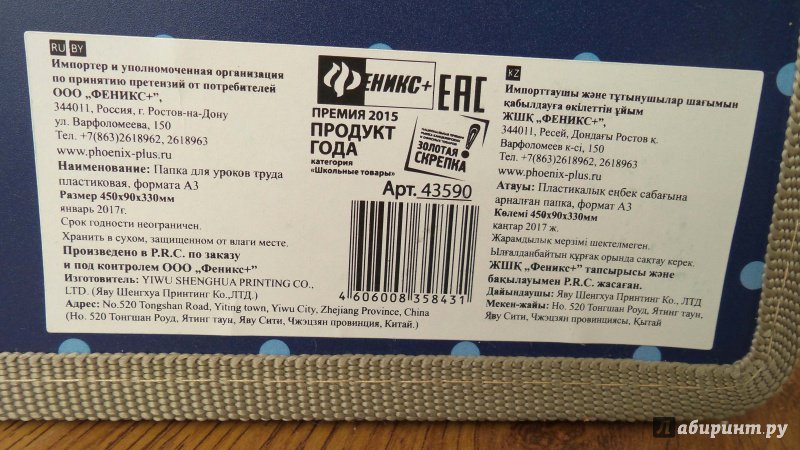 RU BY
Импортер и уполномоченная организация
по принятию претензий от потребителей
ООО „ФЕНИКС+”,
344011, Россия, г. Ростов-на-Дону
ул. Варфоломеева, 150
Тел. +7(863)2618962, 2618963
www.phoenix-plus.ru
Наименование: Папка для уроков труда
пластиковая, формата А3
Размер 450х90х330мм
январь 2017г.
Срок годности неограничен.
Хранить в сухом, защищенном от влаги месте.
Произведено в P.R.C. по заказу
и под контролем ООО „Феникс+”
Изготовитель: YIWU SHENGHUA PRINTING CO.,
LTD. (Яву Шенгхуа Принтинг Ко.,ЛТД.)
Адрес: No.520 Tongshan Road, Yiting town, Yiwu City, Zhejiang Province, China
(Но. 520 Тонгшан Роуд, Ятинг таун, Яву Сити, Чжэцзян провинция, Китай.)
ФЕНИКС+
EAC
ПРЕМИЯ 2015
ПРОДУКТ
ГОДА
категория
«Школьные товары»
ЗОЛОТАЯ
СКРЕПКА
Арт. 43590
4 606008 358431
KZ
Импорттаушы және тұтынушылар шағымын
қабылдауға өкілеттін ұйым
ЖШҚ „ФЕНИКС+”,
344011, Ресей, Дондағы Ростов қ.
Варфоломеев к-сі, 150
Тел. +7(863)2618962, 2618963
www.phoenix-plus.ru
Атауы: Пластикалық еңбек сабағына
арналған папка, формат А3
Көлемі 450х90х330мм
қаңтар 2017 ж.
Жарамдылық мерзімі шектелмеген.
Ылғалданбайтын құрғақ орында сақтау керек.
ЖШҚ „Феникс+” тапсырысы және
бақылауымен P.R.C. жасаған.
Дайындаушы: Яву Шенгхуа Принтинг Ко., ЛТД
Мекен-жайы: Но. 520 Тонгшан Роуд, Ятинг таун,
Яву Сити, Чжэцзян провинциясы, Қытай
Лабиринт.ру